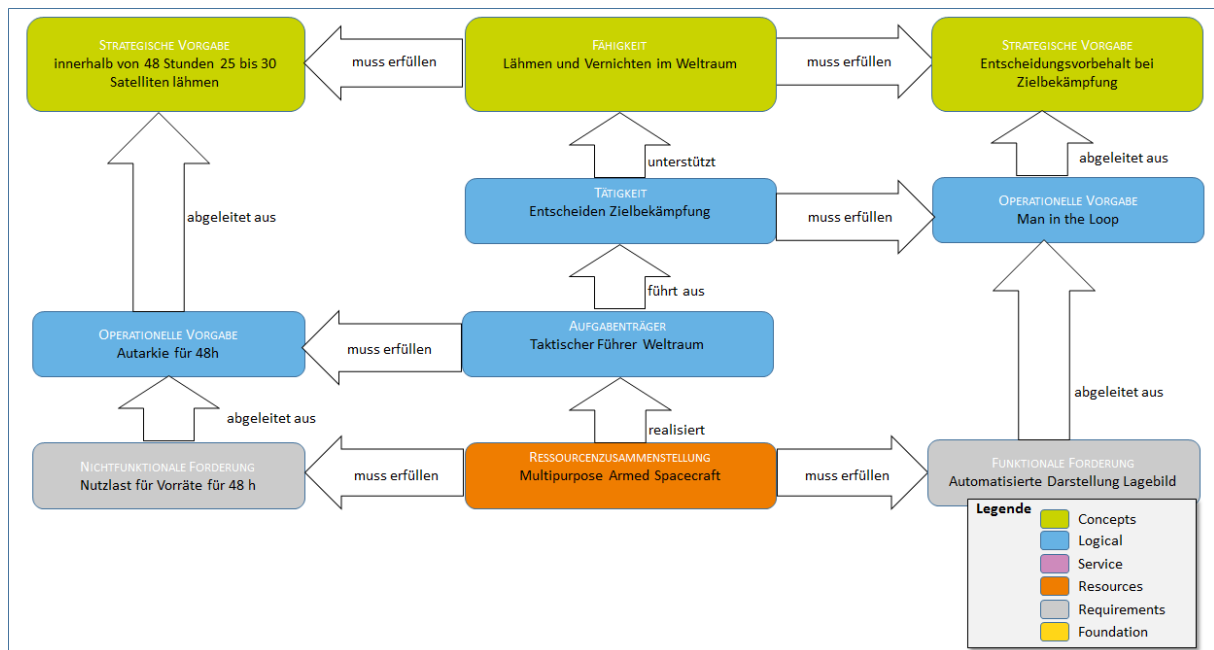 STRATEGISCHE VORGABE
innerhalb von 48 Stunden 25 bis 30
Satelliten lähmen
muss erfüllen
FÄHIGKEIT
Lähmen und Vernichten im Weltraum
muss erfüllen
STRATEGISCHE VORGABE
Entscheidungsvorbehalt bei
Zielbekämpfung
abgeleitet aus
unterstützt
abgeleitet aus
TÄTIGKEIT
Entscheiden Zielbekämpfung
muss erfüllen
OPERATIONELLE VORGABE
Man in the Loop
führt aus
OPERATIONELLE VORGABE
Autarkie für 48h
muss erfüllen
AUFGABENTRÄGER
Taktischer Führer Weltraum
abgeleitet aus
abgeleitet aus
realisiert
NICHTFUNKTIONALE FORDERUNG
Nutzlast für Vorräte für 48 h
muss erfüllen
RESSOURCENZUSAMMENSTELLUNG
Multipurpose Armed Spacecraft
muss erfüllen
FUNKTIONALE FORDERUNG
Automatisierte Darstellung Lagebild
Legende
Concepts
Logical
Service
Resources
Requirements
Foundation